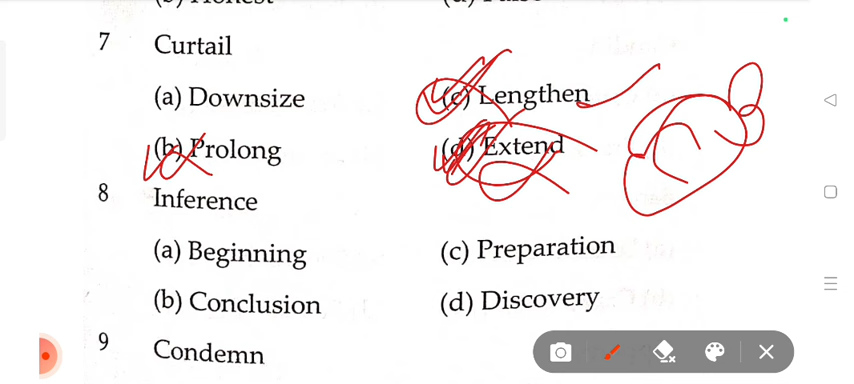 7 Curtail
(a) Downsize (c) Lengthen
(b) Prolong (d) Extend
8 Inference
(a) Beginning (c) Preparation
(b) Conclusion (d) Discovery
9 Condemn